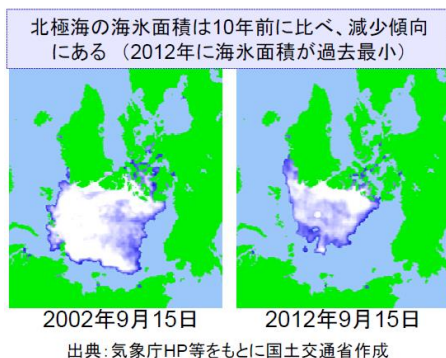 北極海の海氷面積は10年前に比べ、減少傾向
にある （2012年に海氷面積が過去最小）
2002年9月15日
2012年9月15日
出典：気象庁HP等をもとに国土交通省作成